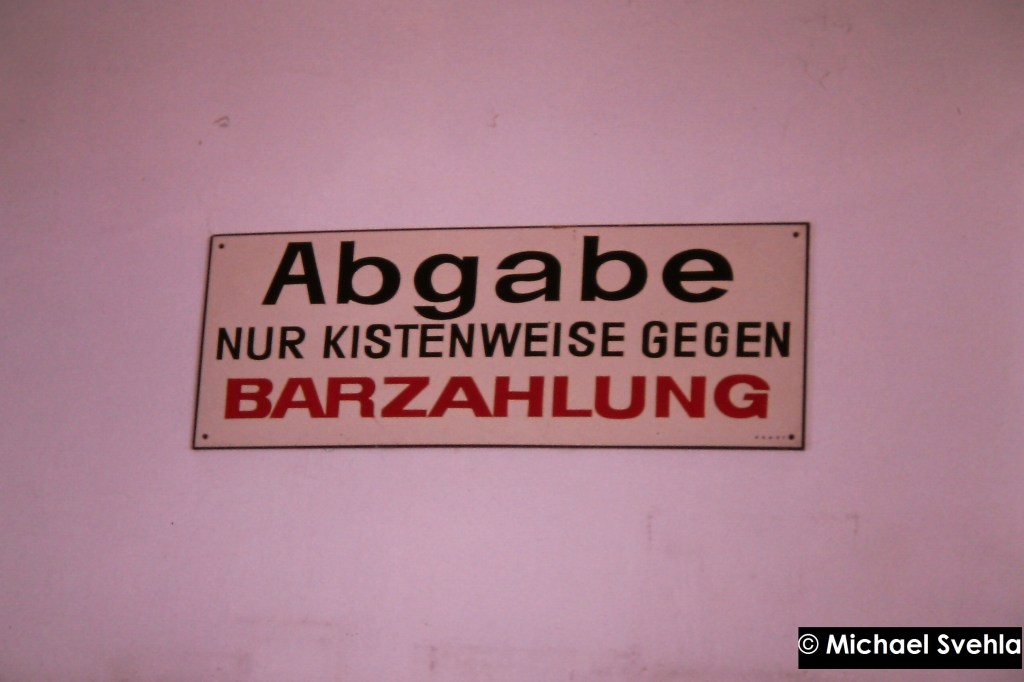 Abgabe
NUR KISTENWEISE GEGEN
BARZAHLUNG
© Michael Svehla